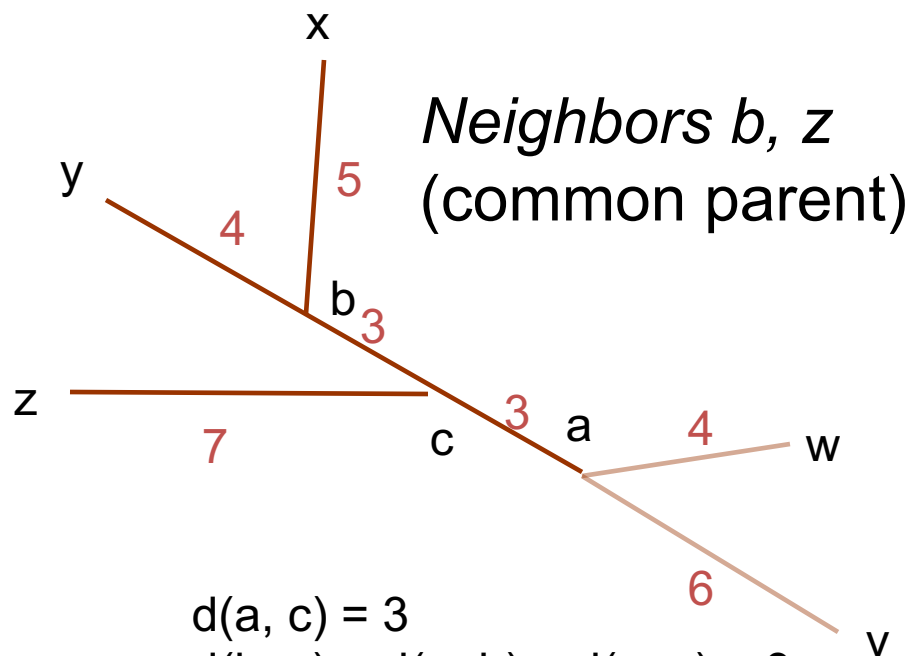 x
Neighbors b, z
(common parent)
y
5
4
b
3
z
7
c
3
a
4
w
6
v
d(a, c) = 3